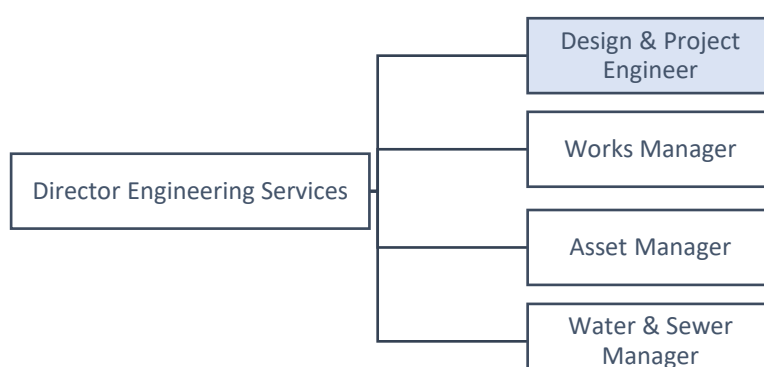 Design & Project
Engineer
Works Manager
Director Engineering Services
Asset Manager
Water & Sewer
Manager